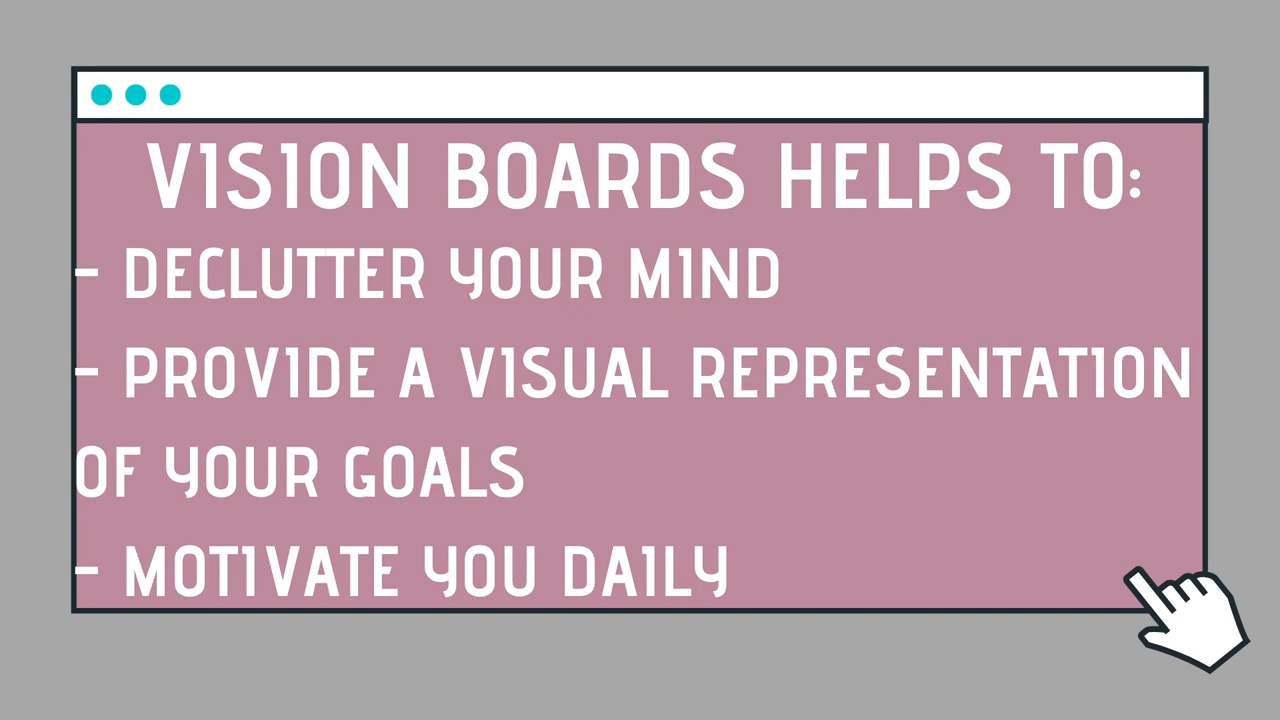 VISION BOARDS HELPS TO:
- DECLUTTER YOUR MIND
- PROVIDE A VISUAL REPRESENTATION
OF YOUR GOALS
- MOTIVATE YOU DAILY